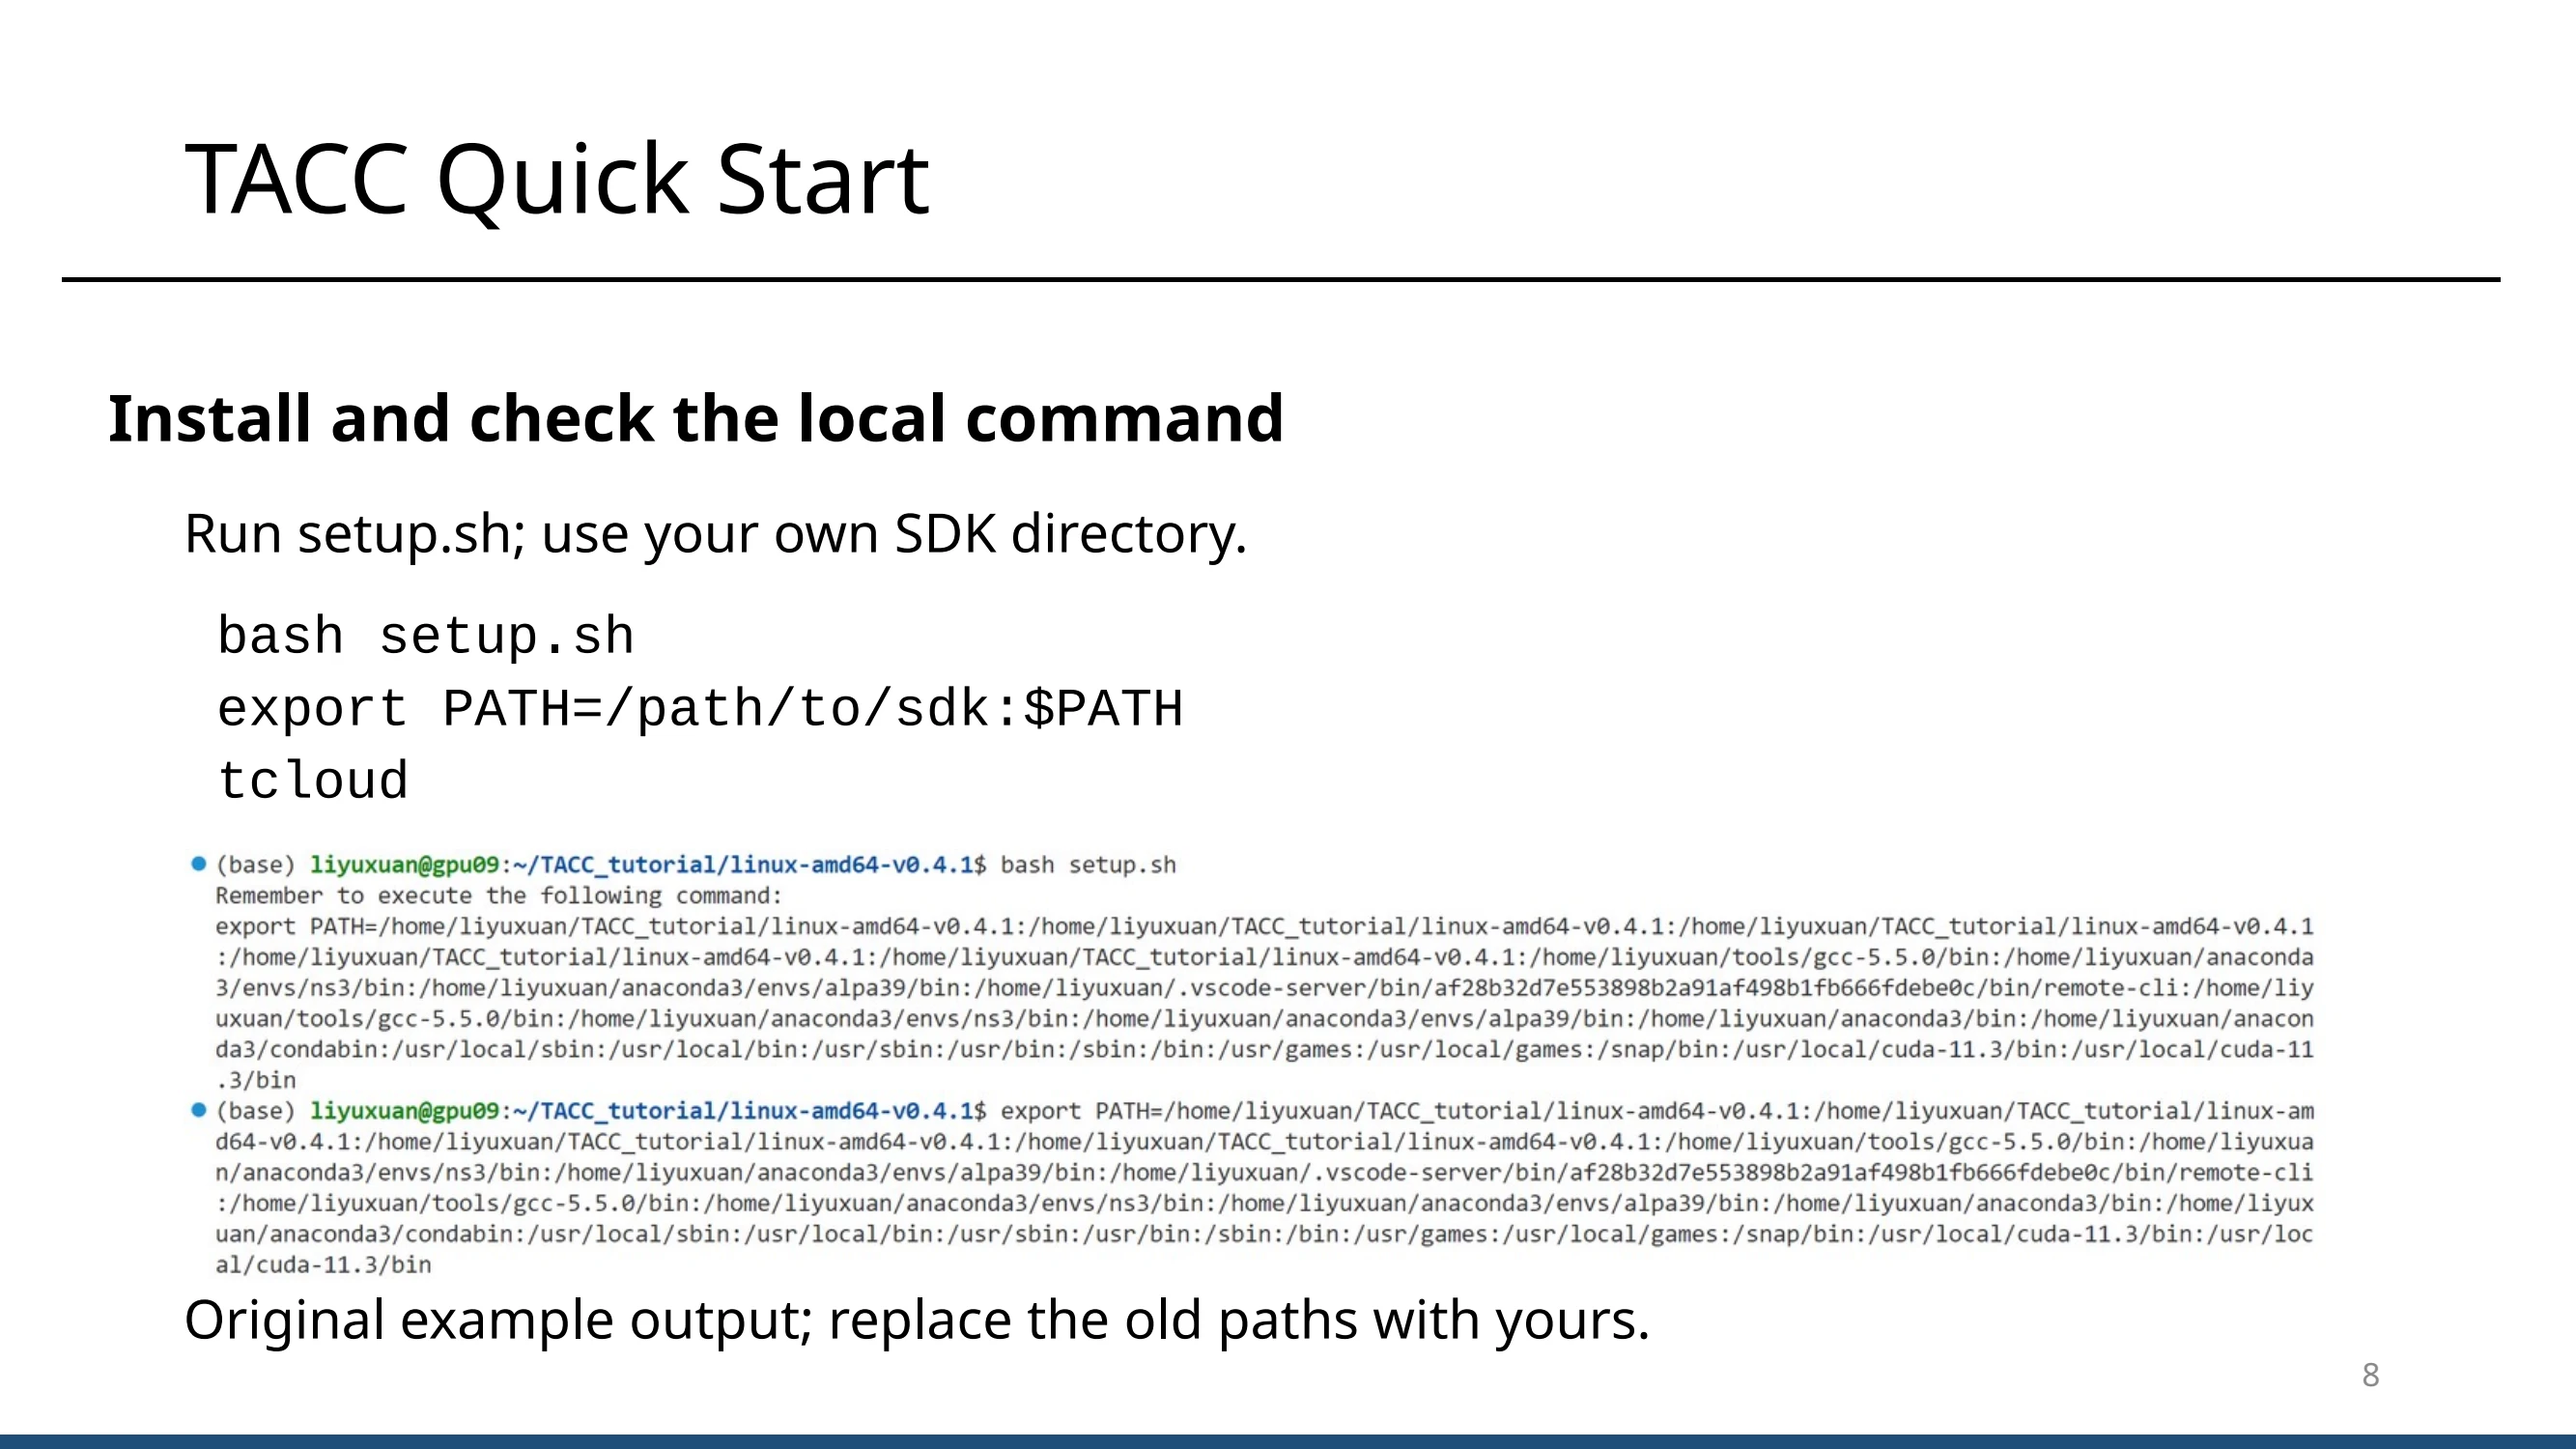 TACC Quick Start
Install and check the local command
Run setup.sh; use your own SDK directory.
bash setup.sh
export PATH=/path/to/sdk:$PATH
tcloud
(base) liyuxuan@gpu09:~/TACC_tutorial/linux-amd64-v0.4.1$ bash setup.sh
Remember to execute the following command:
export PATH=/home/liyuxuan/TACC_tutorial/linux-amd64-v0.4.1:/home/liyuxuan/TACC_tutorial/linux-amd64-v0.4.1:/home/liyuxuan/TACC_tutorial/linux-amd64-v0.4.1
:/home/liyuxuan/TACC_tutorial/linux-amd64-v0.4.1:/home/liyuxuan/TACC_tutorial/linux-amd64-v0.4.1:/home/liyuxuan/tools/gcc-5.5.0/bin:/home/liyuxuan/anaconda
3/envs/ns3/bin:/home/liyuxuan/anaconda3/envs/alpa39/bin:/home/liyuxuan/.vscode-server/bin/af28b32d7e553898b2a91af498b1fb666fdebe0c/bin/remote-cli:/home/liy
uxuan/tools/gcc-5.5.0/bin:/home/liyuxuan/anaconda3/envs/ns3/bin:/home/liyuxuan/anaconda3/envs/alpa39/bin:/home/liyuxuan/anaconda3/bin:/home/liyuxuan/anacon
da3/condabin:/usr/local/sbin:/usr/local/bin:/usr/sbin:/usr/bin:/sbin:/bin:/usr/games:/usr/local/games:/snap/bin:/usr/local/cuda-11.3/bin:/usr/local/cuda-11
.3/bin
(base) liyuxuan@gpu09:~/TACC_tutorial/linux-amd64-v0.4.1$ export PATH=/home/liyuxuan/TACC_tutorial/linux-amd64-v0.4.1:/home/liyuxuan/TACC_tutorial/linux-am
d64-v0.4.1:/home/liyuxuan/TACC_tutorial/linux-amd64-v0.4.1:/home/liyuxuan/TACC_tutorial/linux-amd64-v0.4.1:/home/liyuxuan/tools/gcc-5.5.0/bin:/home/liyuxua
n/anaconda3/envs/ns3/bin:/home/liyuxuan/anaconda3/envs/alpa39/bin:/home/liyuxuan/.vscode-server/bin/af28b32d7e553898b2a91af498b1fb666fdebe0c/bin/remote-cli
:/home/liyuxuan/tools/gcc-5.5.0/bin:/home/liyuxuan/anaconda3/envs/ns3/bin:/home/liyuxuan/anaconda3/envs/alpa39/bin:/home/liyuxuan/anaconda3/bin:/home/liyux
uan/anaconda3/condabin:/usr/local/sbin:/usr/local/bin:/usr/sbin:/usr/bin:/sbin:/bin:/usr/games:/usr/local/games:/snap/bin:/usr/local/cuda-11.3/bin:/usr/loc
al/cuda-11.3/bin
Original example output; replace the old paths with yours.
8